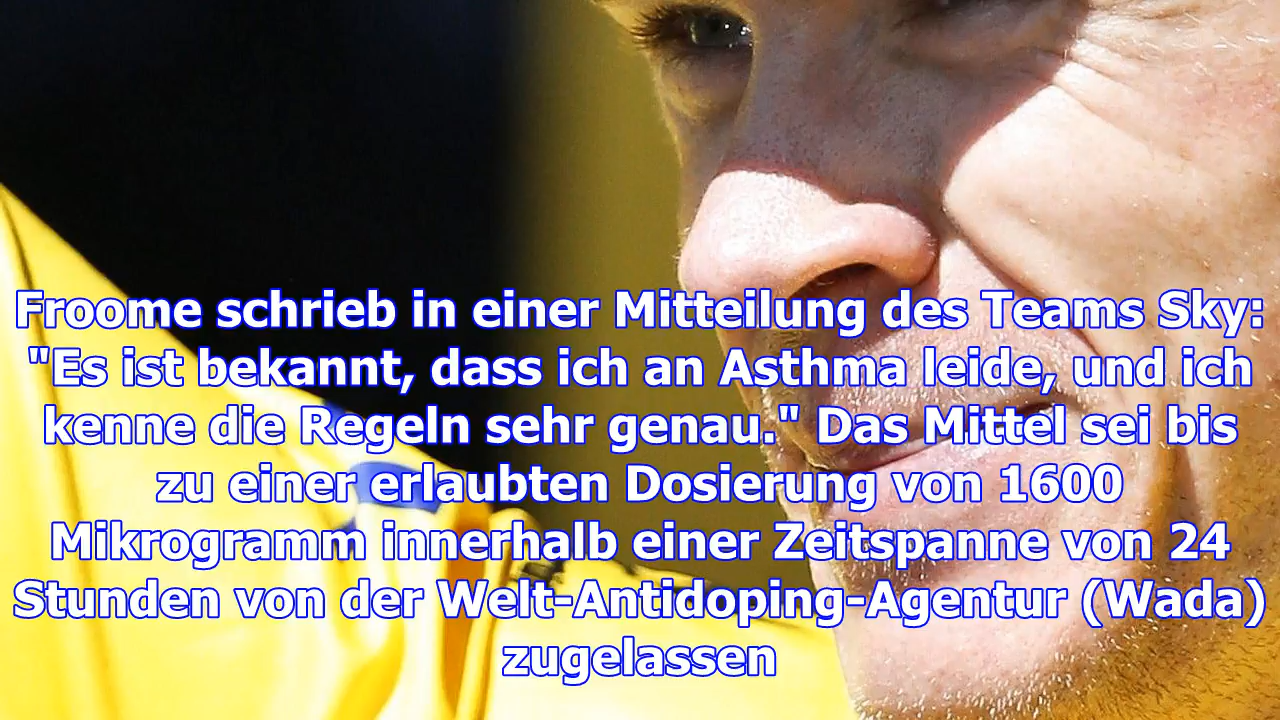 Froome schrieb in einer Mitteilung des Teams Sky:
"Es ist bekannt, dass ich an Asthma leide, und ich
kenne die Regeln sehr genau." Das Mittel sei bis
zu einer erlaubten Dosierung von 1600
Mikrogramm innerhalb einer Zeitspanne von 24
Stunden von der Welt-Antidoping-Agentur (Wada)
zugelassen